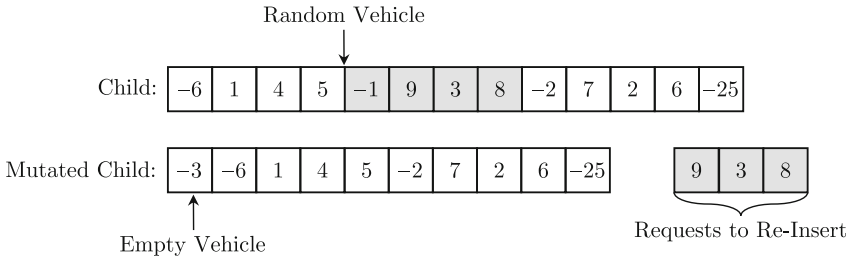 Random Vehicle
Child: −6 1 4 5 −1 9 3 8 −2 7 2 6 −25
Mutated Child: −3 −6 1 4 5 −2 7 2 6 −25 9 3 8
Empty Vehicle
Requests to Re-Insert